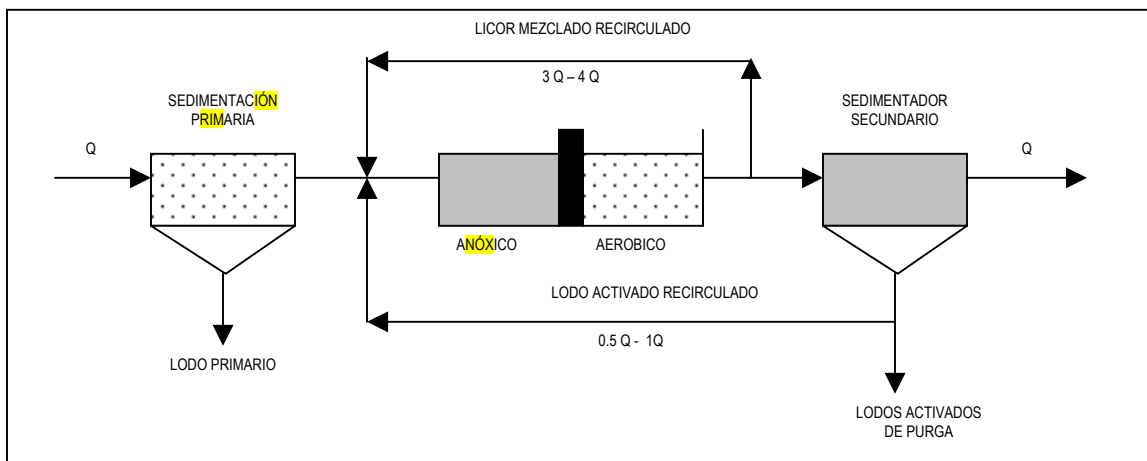 LICOR MEZCLADO RECIRCULADO
3 Q – 4 Q
SEDIMENTACIÓN
PRIMARIA
SEDIMENTADOR
SECUNDARIO
Q
Q
ANÓXICO
AEROBICO
LODO ACTIVADO RECIRCULADO
0.5 Q - 1Q
LODO PRIMARIO
LODOS ACTIVADOS
DE PURGA